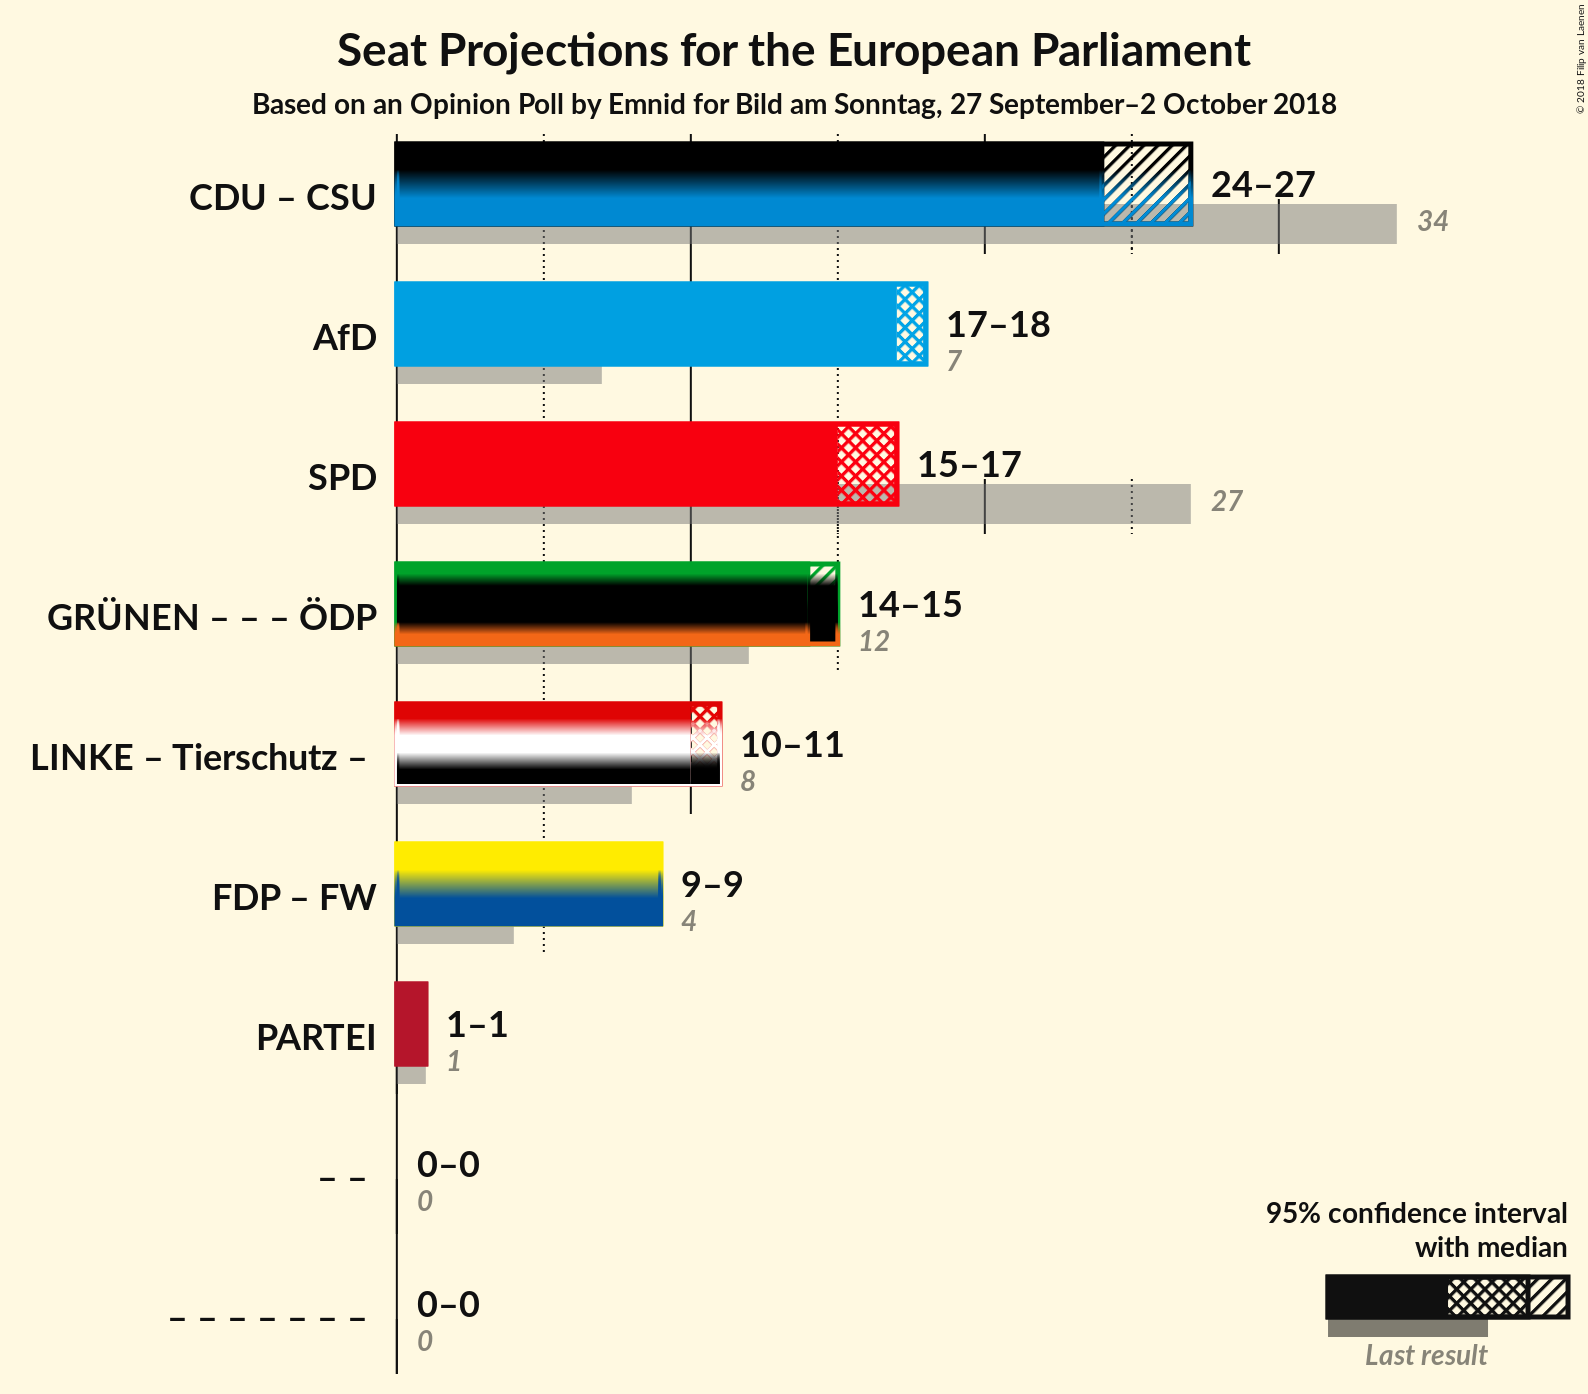 Seat Projections for the European Parliament
Based on an Opinion Poll by Emnid for Bild am Sonntag, 27 September–2 October 2018
© 2018 Filip van Laenen
CDU – CSU
24–27
34
AfD
17–18
7
SPD
15–17
27
GRÜNEN – – – ÖDP
14–15
12
LINKE – Tierschutz –
10–11
8
FDP – FW
9–9
4
PARTEI
1–1
1
– –
0–0
0
– – – – – – –
0–0
0
95% confidence interval
with median
Last result